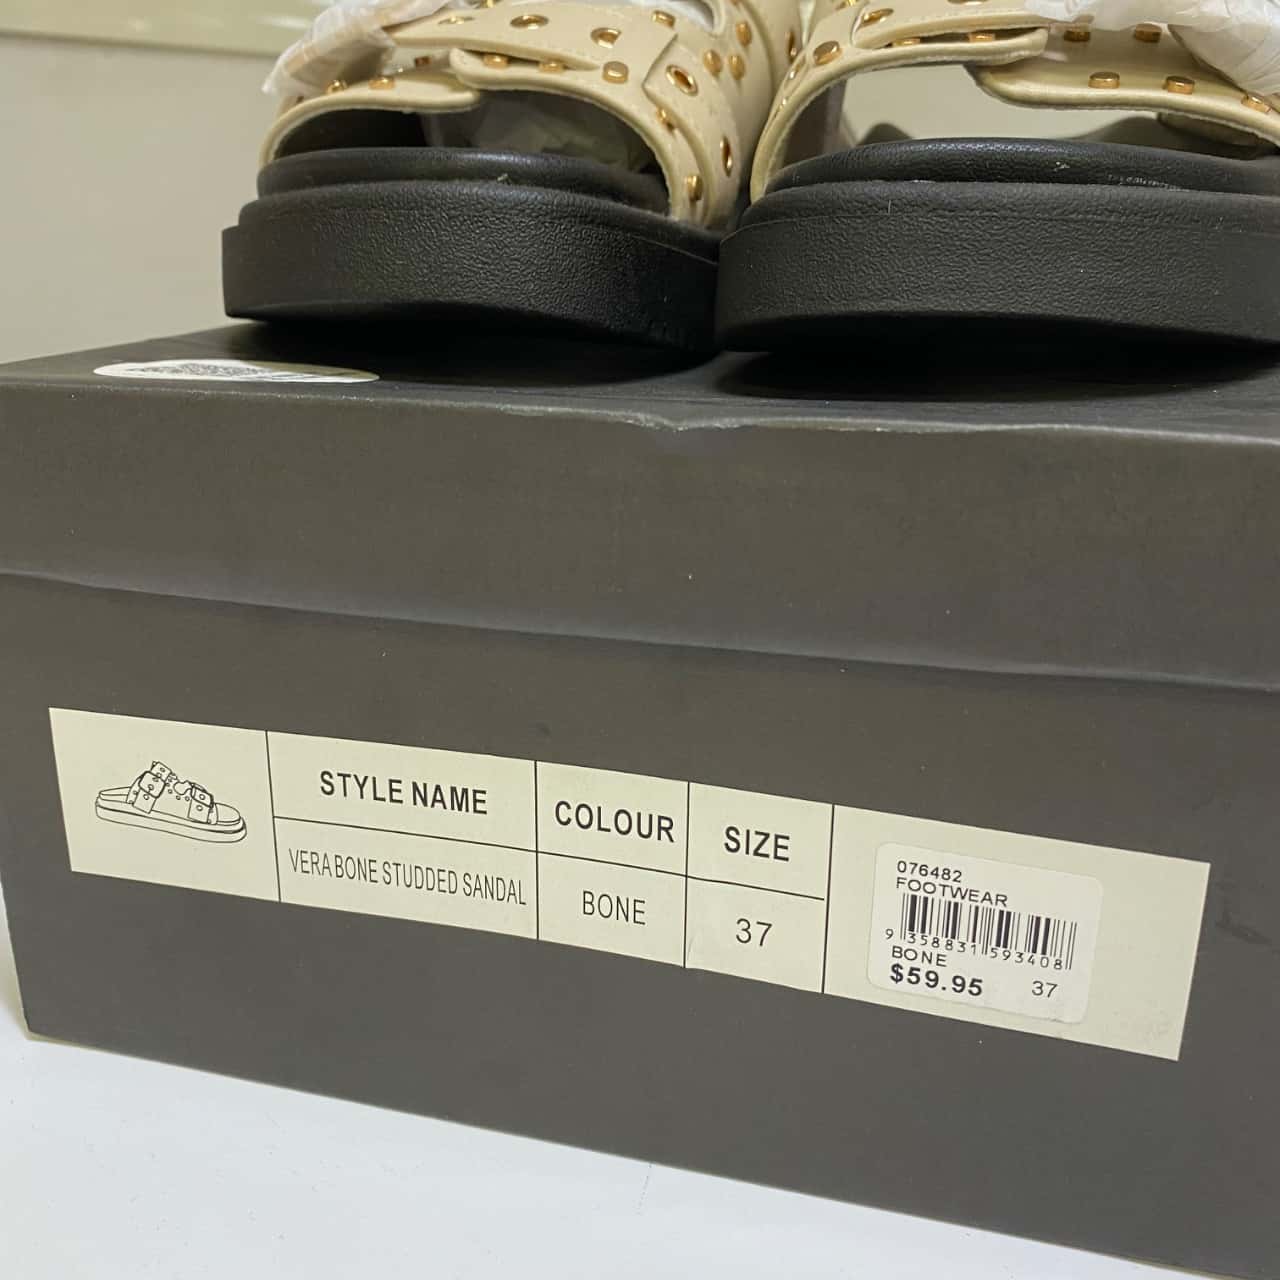 STYLE NAME
COLOUR
SIZE
VERA BONE STUDDED SANDAL
BONE
37
076482
FOOTWEAR
9 358831 593408
BONE
$59.95 37